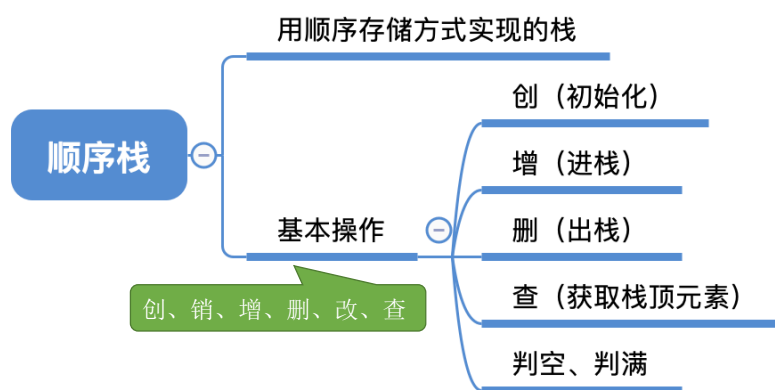 用顺序存储方式实现的栈
创（初始化）
顺序栈
增（进栈）
基本操作
删（出栈）
创、销、增、删、改、查
查（获取栈顶元素）
判空、判满